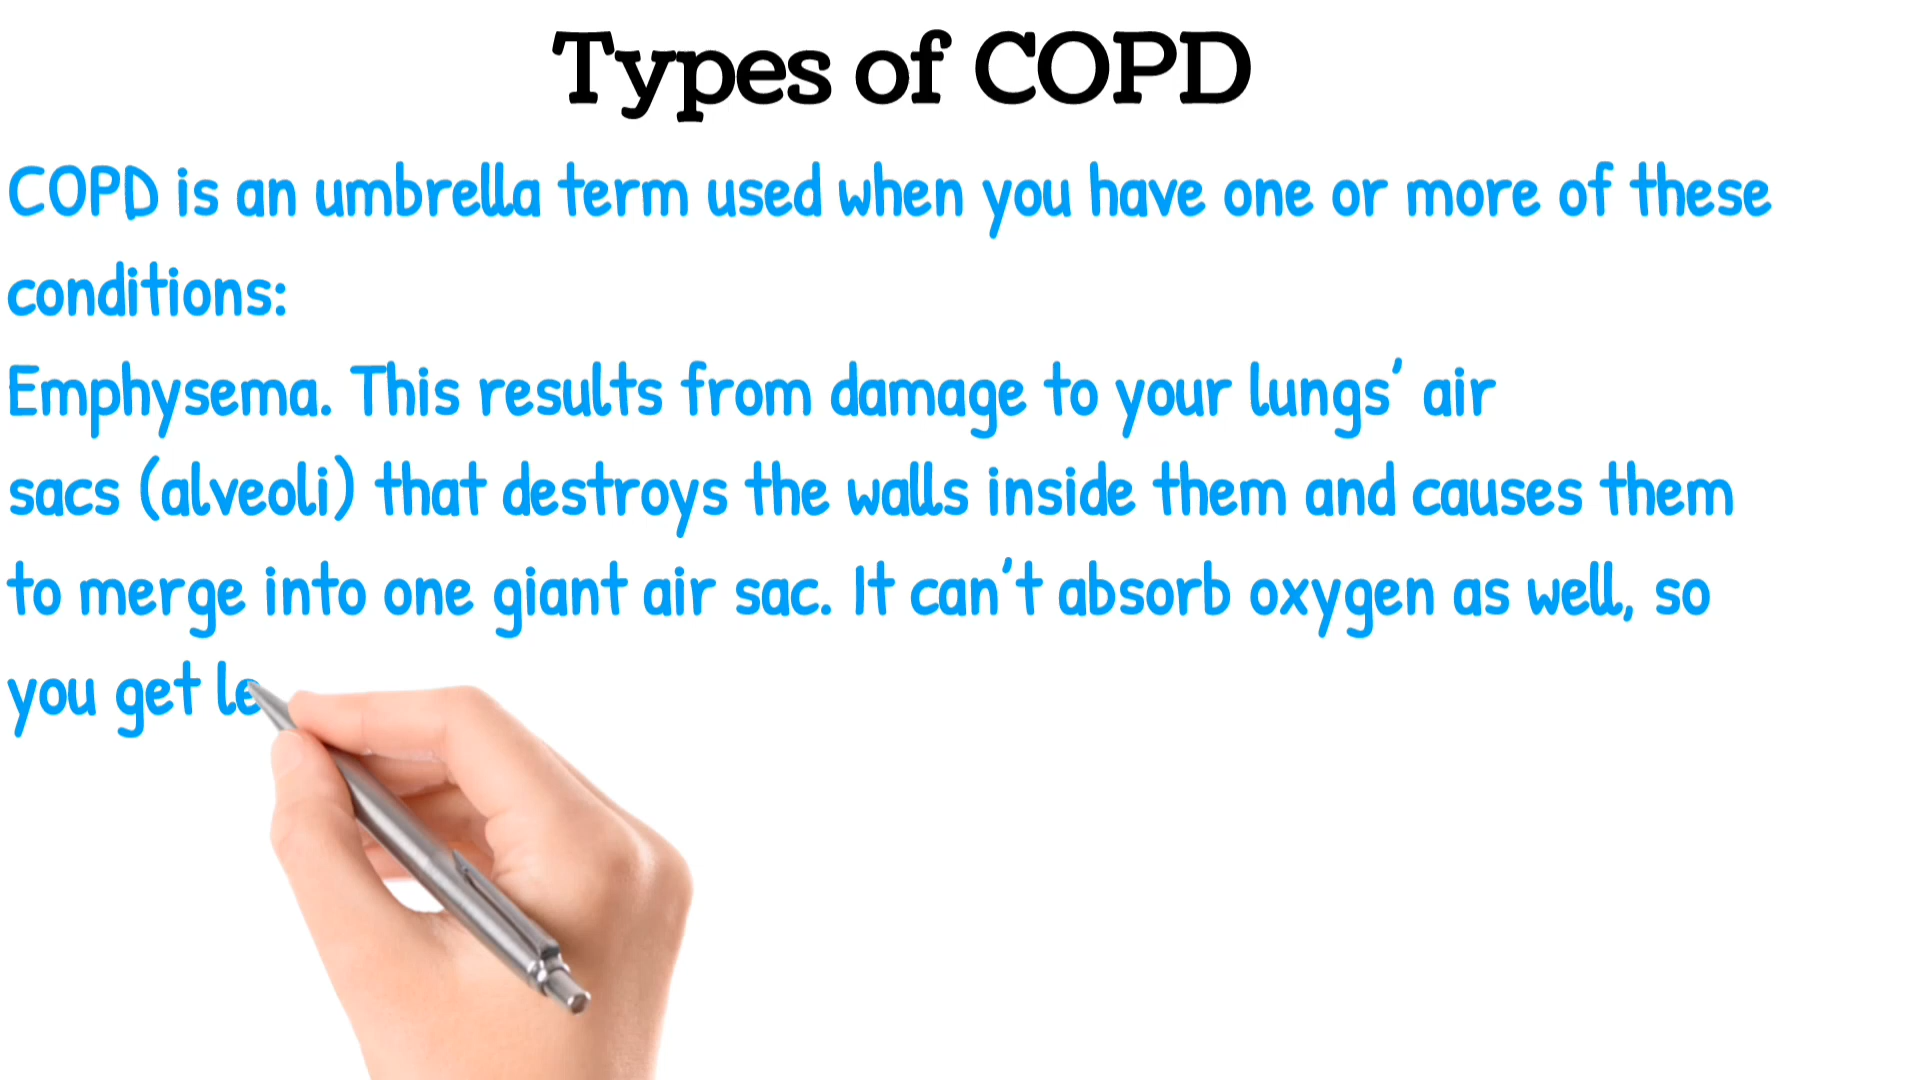 Types of COPD
COPD is an umbrella term used when you have one or more of these
conditions:
Emphysema. This results from damage to your lungs’ air
sacs (alveoli) that destroys the walls inside them and causes them
to merge into one giant air sac. It can’t absorb oxygen as well, so
you get le